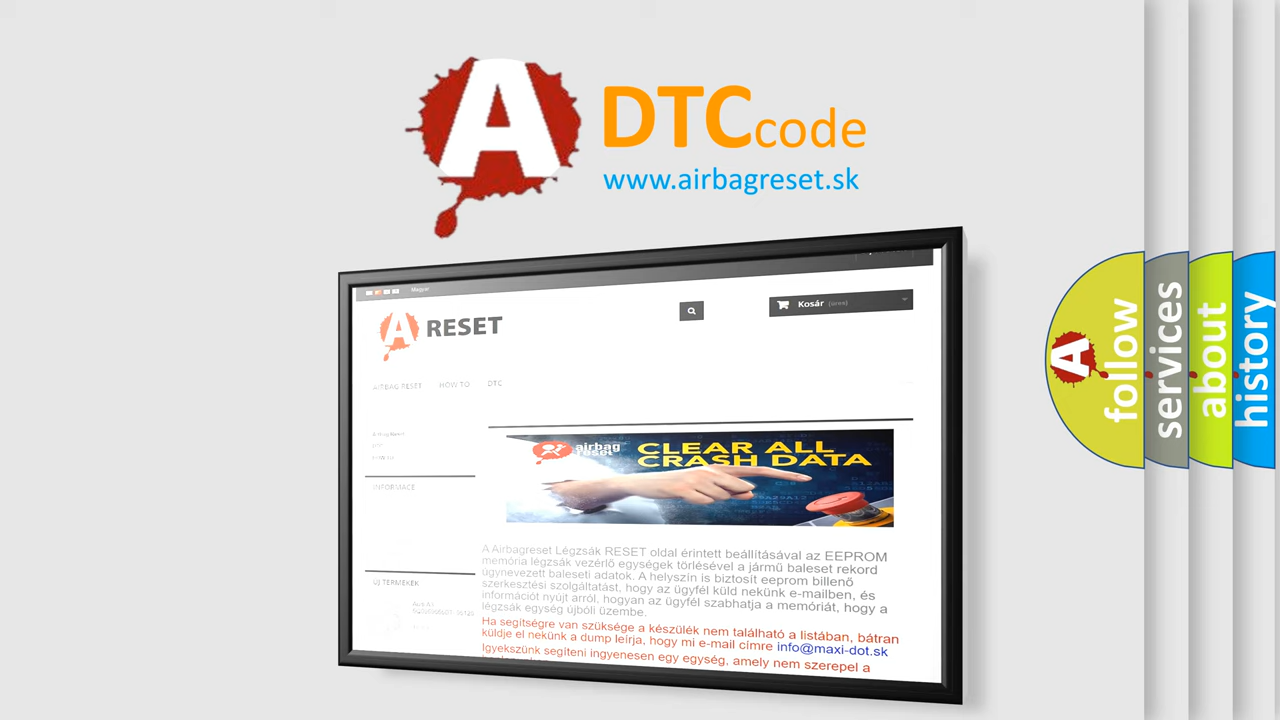 A
DTCcode
www.airbagreset.sk
Magyar
Kosár (üres)
A RESET
AIRBAG RESET HOW TO DTC
airbag
reset
CLEAR ALL
CRASH DATA
INFORMACE
A Airbagreset Légzsák RESET oldal érintett beállításával az EEPROM
memória légzsák vezérlő egységek törlésével a jármű baleset rekord
úgynevezett baleseti adatok. A helyszín is biztosít eeprom billenő
szerkesztési szolgáltatást, hogy az ügyfél küld nekünk e-mailben, és
információt nyújt arról, hogyan az ügyfél szabhatja a memóriát, hogy a
légzsák egység újbóli üzembe.
Ha segítségre van szüksége a készülék nem található a listában, bátran
küldje el nekünk a dump leírja, hogy mi e-mail címre info@maxi-dot.sk
Igyekszünk segíteni ingyenesen egy egység, amely nem szerepel a
ÚJ TERMÉKEK
A
follow
services
about
history